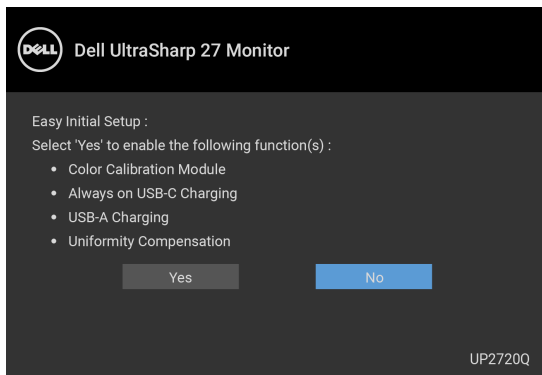 DELL
Dell UltraSharp 27 Monitor
Easy Initial Setup :
Select 'Yes' to enable the following function(s) :
• Color Calibration Module
• Always on USB-C Charging
• USB-A Charging
• Uniformity Compensation
Yes No
UP2720Q